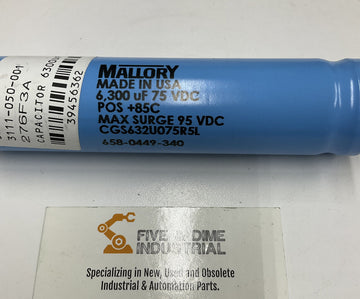 3111-050-001
276F3A
CAPACITOR 6300U
39456362
MALLORY
MADE IN USA
6,300 uF 75 VDC
POS +85C
MAX SURGE 95 VDC
CGS632U075R5L
658-0449-340
FIVE N DIME
INDUSTRIAL
Specializing in New, Used and Obsolete
Industrial & Automation Parts.